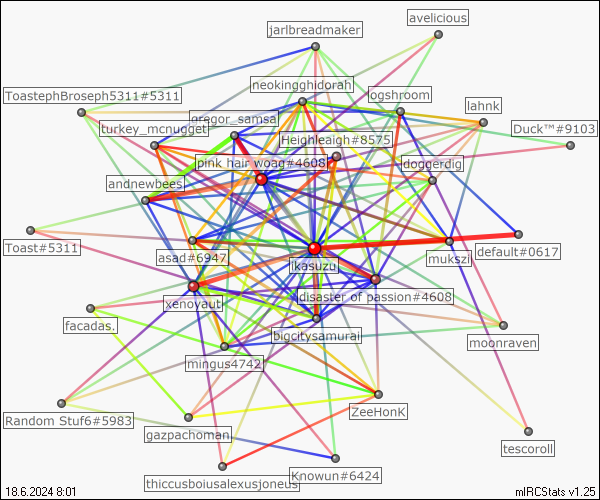 avelicious
jarlbreadmaker
neokingghidorah
ToastephBroseph5311#5311
ogshroom
lahnk
gregor_samsa
turkey_mcnugget
Duck™#9103
Heighleaigh#8575
pink hair woag#4608
doggerdig
andnewbees
Toast#5311
asad#6947
ikasuzu
mukszi
default#0617
disaster of passion#4608
xenoyaut
facadas.
bigcitysamurai
moonraven
mingus4742
ZeeHonK
Random Stuf6#5983
gazpachoman
tescoroll
thiccusboiusalexusjoneus
Knowun#6424
18.6.2024 8:01
mIRCStats v1.25